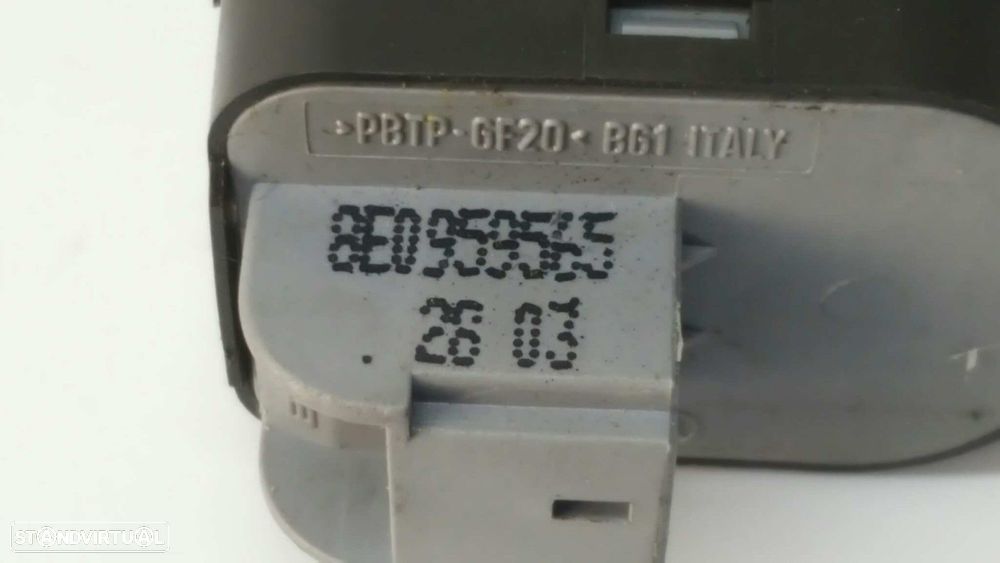 >PBTP-GF20< BG1 ITALY
8E0959565
26 03
STANDVIRTUAL